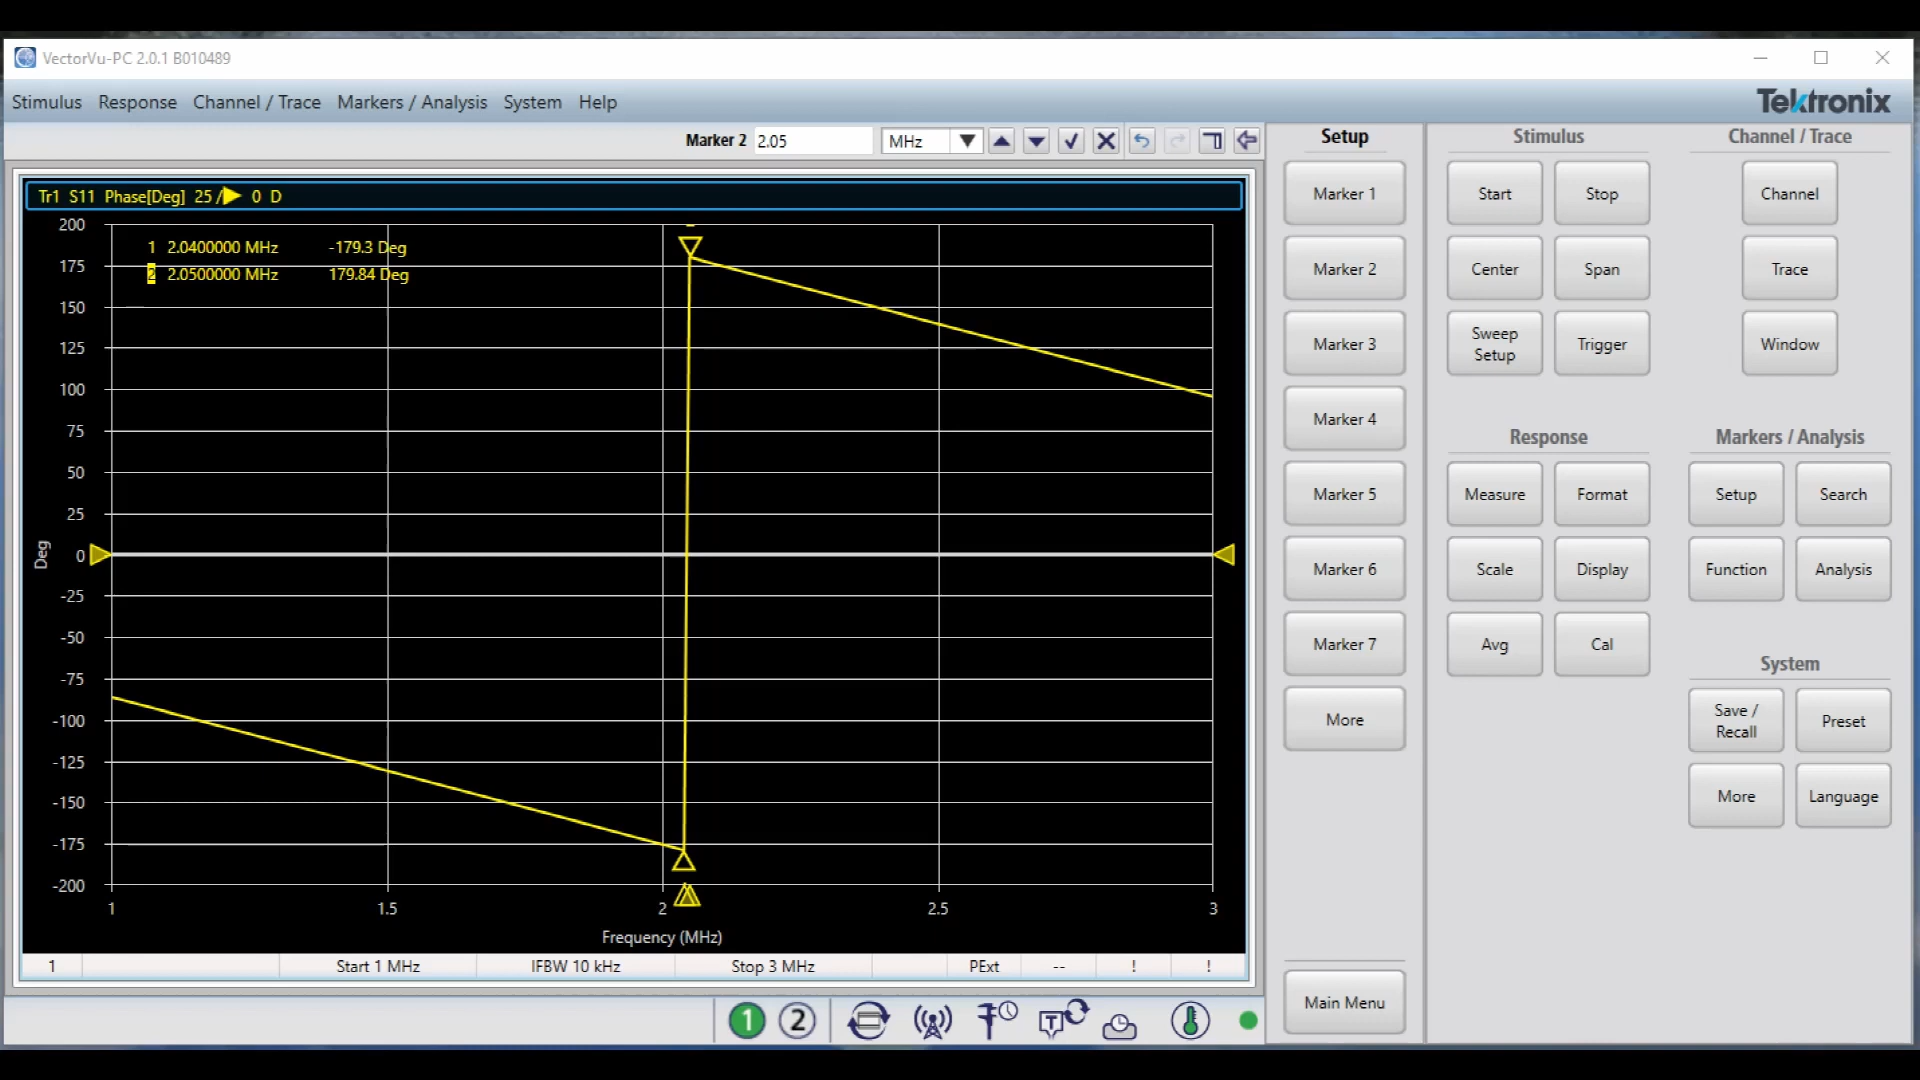 VectorVu-PC 2.0.1 B010489
Stimulus Response Channel / Trace Markers / Analysis System Help
Tektronix
Marker 2 2.05 MHz
Tr1 S11 Phase[Deg] 25 / 0 D
1 2.0400000 MHz -179.3 Deg
2 2.0500000 MHz 179.84 Deg
200
175
150
125
100
75
50
25
0
-25
-50
-75
-100
-125
-150
-175
-200
Deg
1 1.5 2 2.5 3
Frequency (MHz)
1 Start 1 MHz IFBW 10 kHz Stop 3 MHz PExt -- ! !
1 2
T
Setup
Marker 1
Marker 2
Marker 3
Marker 4
Marker 5
Marker 6
Marker 7
More
Main Menu
Stimulus
Start Stop
Center Span
Sweep
Setup
Trigger
Response
Measure Format
Scale Display
Avg Cal
Channel / Trace
Channel
Trace
Window
Markers / Analysis
Setup Search
Function Analysis
System
Save /
Recall
Preset
More Language